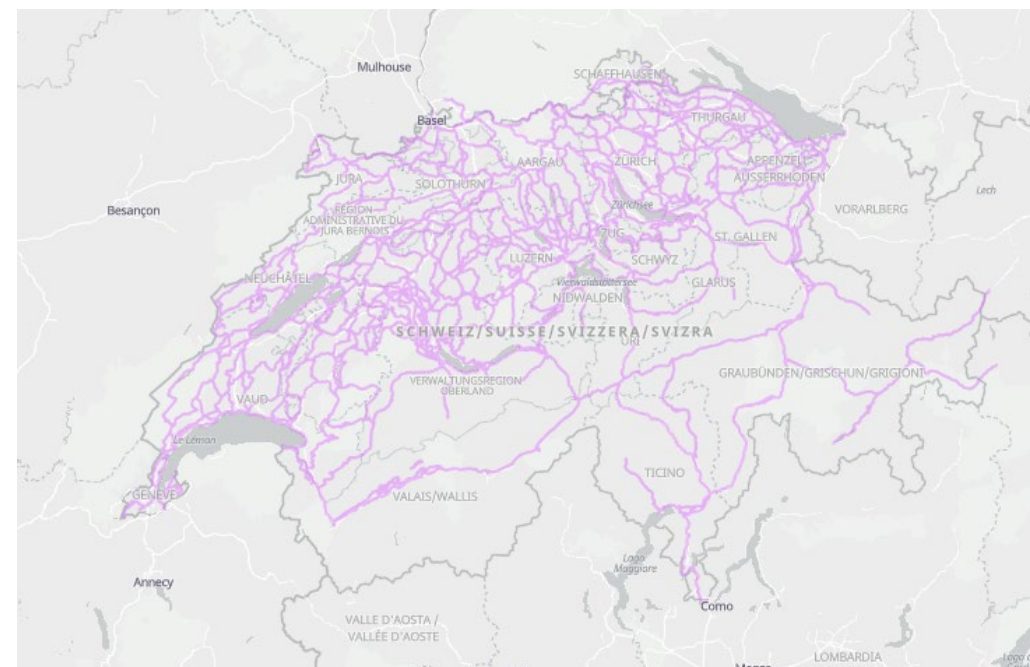 SCHAFFHAUSEN
Mulhouse
Basel
THURGAU
AARGAU
ZÜRICH
APPENZELL
AUSSERRHODEN
JURA
SOLOTHURN
Lech
Besançon
Zürichsee
VORARLBERG
RÉGION
ADMINISTRATIVE DU
JURA BERNOIS
ZUG
ST. GALLEN
LUZERN
SCHWYZ
NEUCHÂTEL
Vierwaldstättersee
GLARUS
NIDWALDEN
SCHWEIZ/SUISSE/SVIZZERA/SVIZRA
URI
GRAUBÜNDEN/GRISCHUN/GRIGIONI
VERWALTUNGSREGION
OBERLAND
VAUD
Le Léman
TICINO
GENÈVE
VALAIS/WALLIS
Lago
Maggiore
Annecy
Como
VALLE D'AOSTA /
VALLÉE D'AOSTE
LOMBARDIA